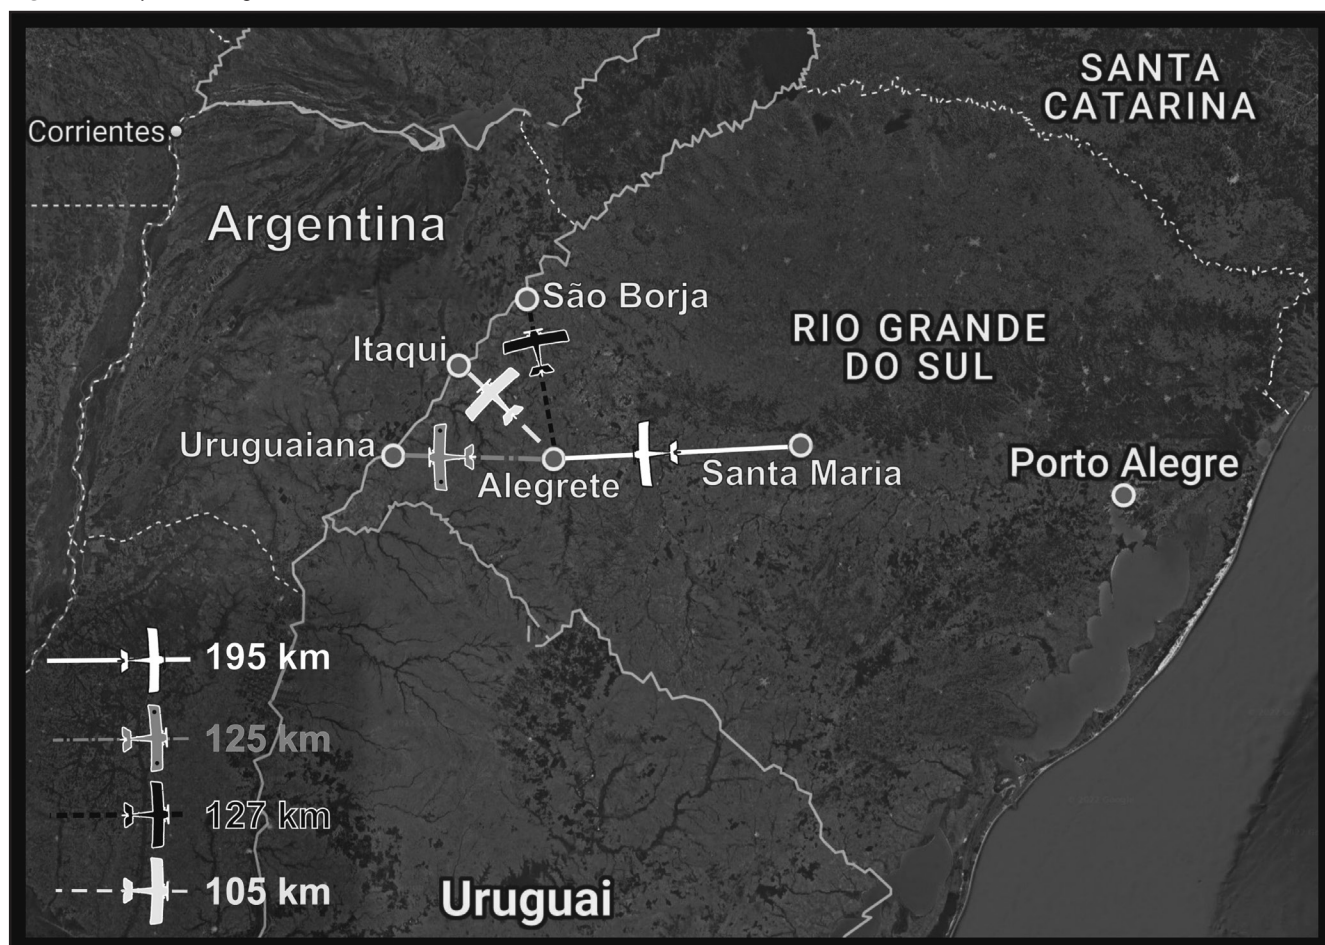 SANTA
CATARINA
Corrientes
Argentina
São Borja
RIO GRANDE
DO SUL
Itaqui
Uruguaiana
Alegrete
Santa Maria
Porto Alegre
195 km
125 km
127 km
105 km
Uruguai